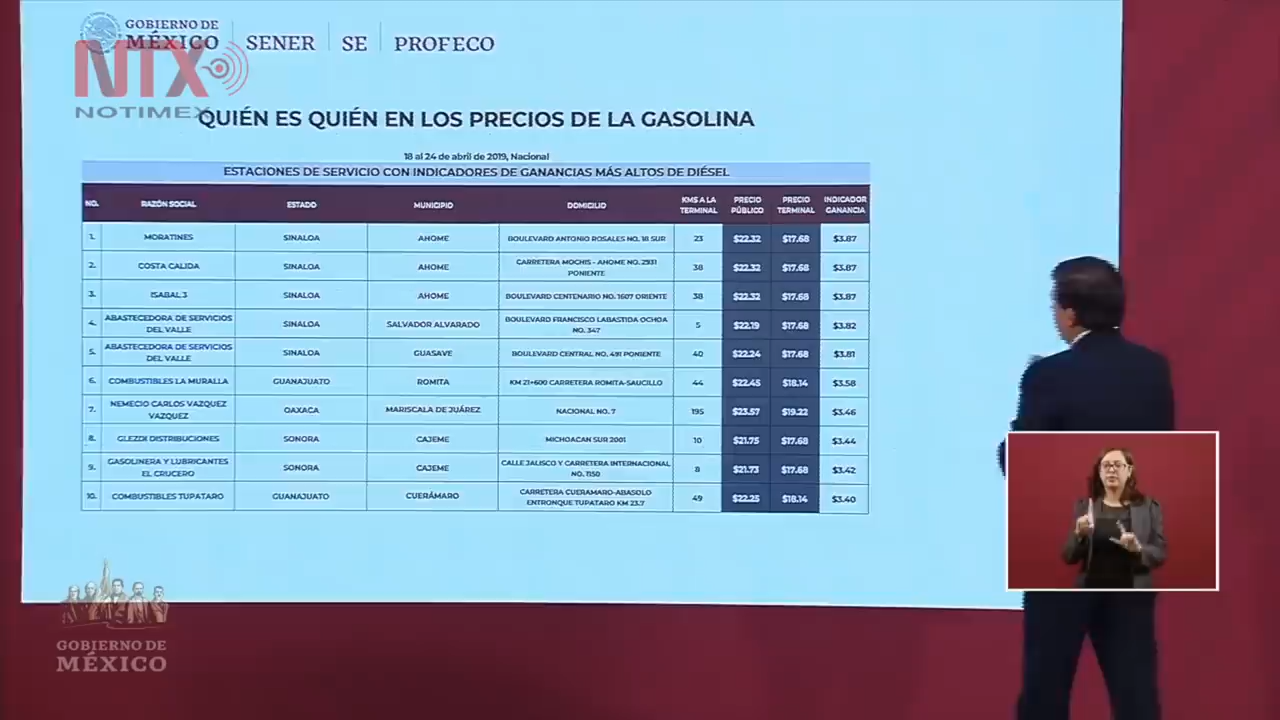 GOBIERNO DE
MÉXICO
SENER
SE
PROFECO
NTX
NOTIMEX
QUIÉN ES QUIÉN EN LOS PRECIOS DE LA GASOLINA
18 al 24 de abril de 2019, Nacional
ESTACIONES DE SERVICIO CON INDICADORES DE GANANCIAS MÁS ALTOS DE DIÉSEL
NO. RAZÓN SOCIAL ESTADO MUNICIPIO DOMICILIO KMS A LA TERMINAL PRECIO PÚBLICO PRECIO TERMINAL INDICADOR GANANCIA
1. MORATINES SINALOA AHOME BOULEVARD ANTONIO ROSALES NO. 18 SUR 23 $22.32 $17.68 $3.87
2. COSTA CALIDA SINALOA AHOME CARRETERA MOCHIS - AHOME NO. 2931 PONIENTE 38 $22.32 $17.68 $3.87
3. ISABAL 3 SINALOA AHOME BOULEVARD CENTENARIO NO. 1607 ORIENTE 38 $22.32 $17.68 $3.87
4. ABASTECEDORA DE SERVICIOS DEL VALLE SINALOA SALVADOR ALVARADO BOULEVARD FRANCISCO LABASTIDA OCHOA NO. 347 5 $22.19 $17.68 $3.82
5. ABASTECEDORA DE SERVICIOS DEL VALLE SINALOA GUASAVE BOULEVARD CENTRAL NO. 491 PONIENTE 40 $22.24 $17.68 $3.81
6. COMBUSTIBLES LA MURALLA GUANAJUATO ROMITA KM 21+600 CARRETERA ROMITA-SAUCILLO 44 $22.45 $18.14 $3.58
7. NEMECIO CARLOS VAZQUEZ VAZQUEZ OAXACA MARISCALA DE JUÁREZ NACIONAL NO. 7 195 $23.57 $19.22 $3.46
8. GLEZDI DISTRIBUCIONES SONORA CAJEME MICHOACAN SUR 2001 10 $21.75 $17.68 $3.44
9. GASOLINERA Y LUBRICANTES EL CRUCERO SONORA CAJEME CALLE JALISCO Y CARRETERA INTERNACIONAL NO. 1150 8 $21.73 $17.68 $3.42
10. COMBUSTIBLES TUPATARO GUANAJUATO CUERÁMARO CARRETERA CUERAMARO-ABASOLO ENTRONQUE TUPATARO KM 23.7 49 $22.25 $18.14 $3.40
GOBIERNO DE
MÉXICO